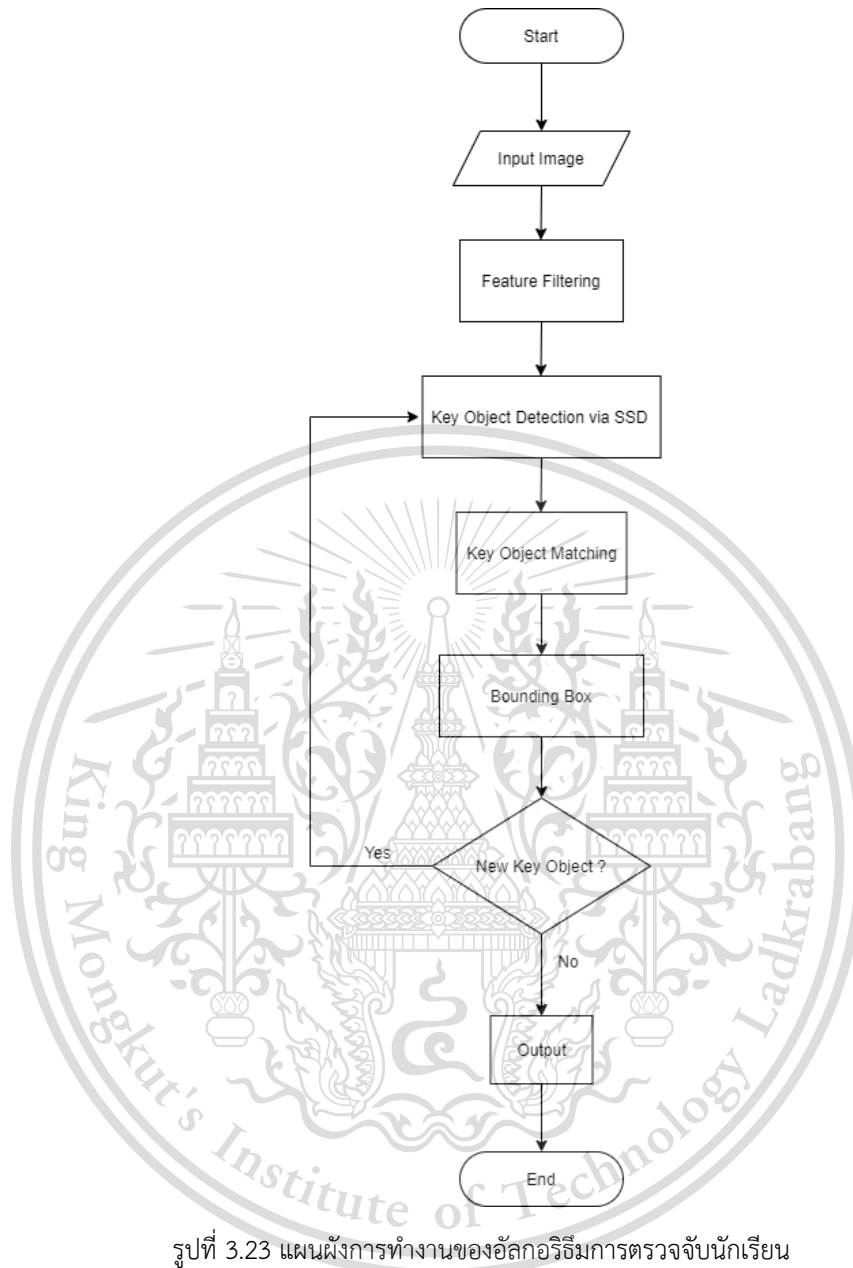 Start
Input Image
Feature Filtering
Key Object Detection via SSD
Key Object Matching
Bounding Box
New Key Object ?
Yes
No
Output
End
King Mongkut's Institute of Technology Ladkrabang
รูปที่ 3.23 แผนผังการทำงานของอัลกอริธึมการตรวจจับนักเรียน